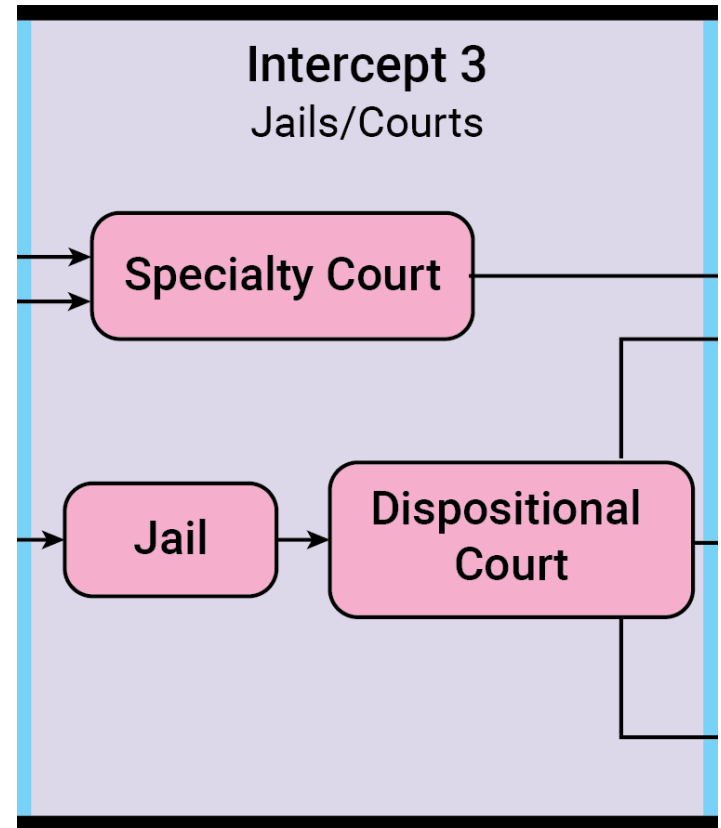 Intercept 3
Jails/Courts
Specialty Court
Jail
Dispositional
Court